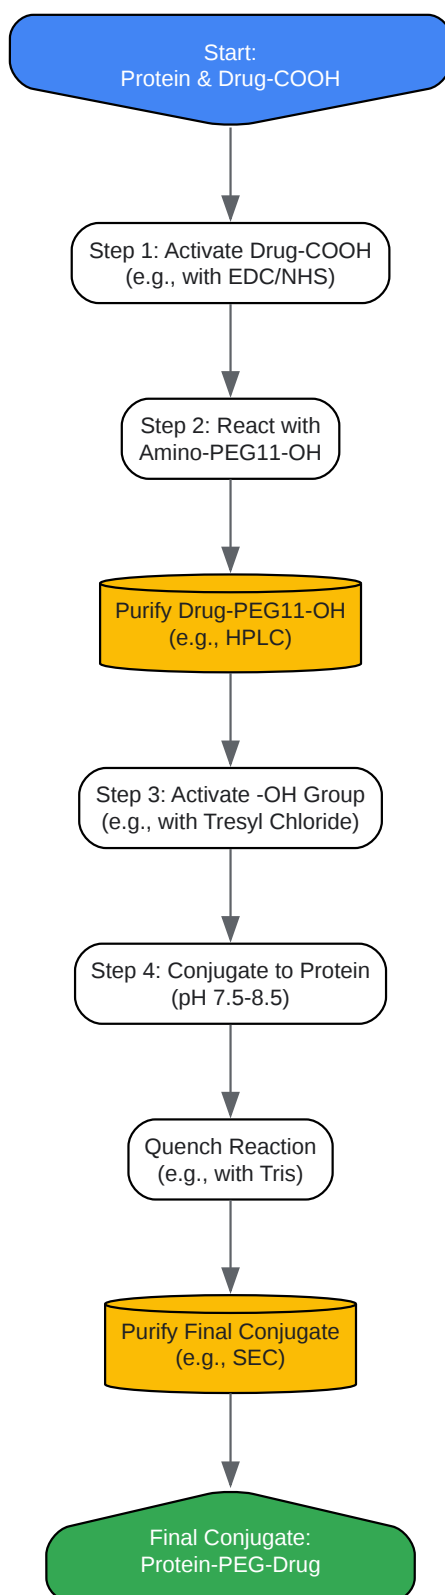 Start:
Protein & Drug-COOH
Step 1: Activate Drug-COOH
(e.g., with EDC/NHS)
Step 2: React with
Amino-PEG11-OH
Purify Drug-PEG11-OH
(e.g., HPLC)
Step 3: Activate -OH Group
(e.g., with Tresyl Chloride)
Step 4: Conjugate to Protein
(pH 7.5-8.5)
Quench Reaction
(e.g., with Tris)
Purify Final Conjugate
(e.g., SEC)
Final Conjugate:
Protein-PEG-Drug